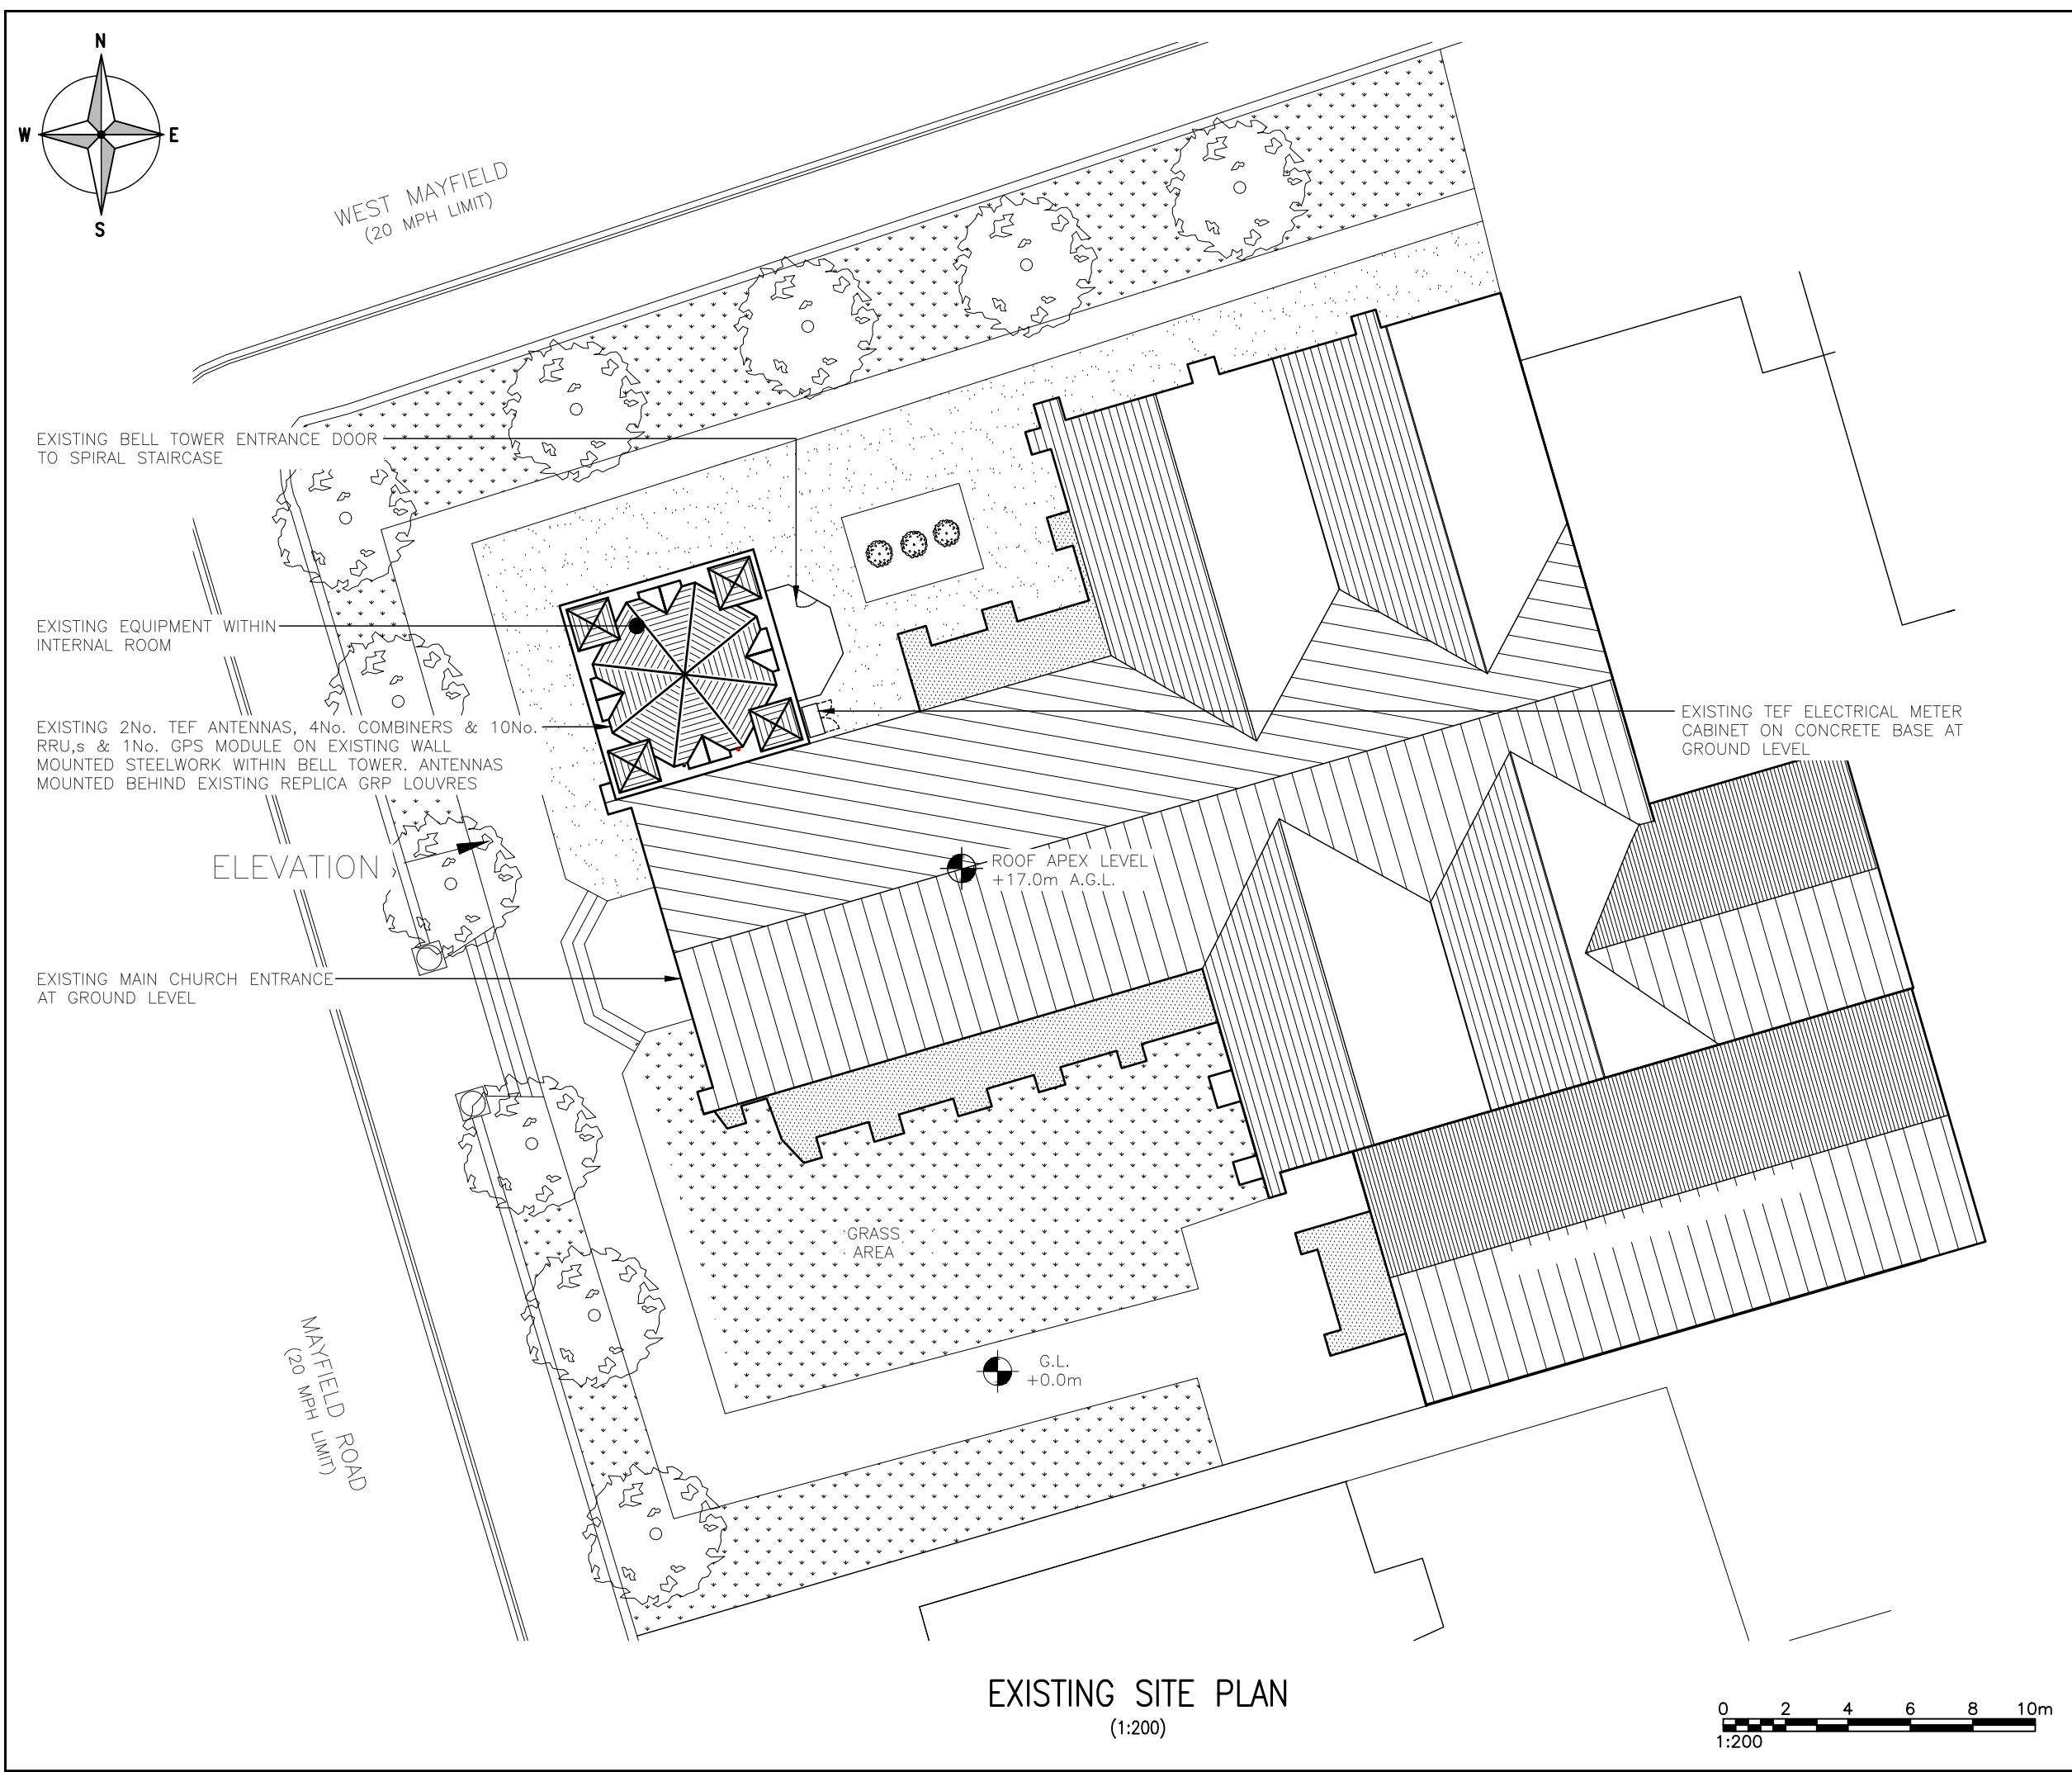 N
W E
S
WEST MAYFIELD
(20 MPH LIMIT)
EXISTING BELL TOWER ENTRANCE DOOR
TO SPIRAL STAIRCASE
EXISTING EQUIPMENT WITHIN
INTERNAL ROOM
EXISTING 2No. TEF ANTENNAS, 4No. COMBINERS & 10No.
RRU,s & 1No. GPS MODULE ON EXISTING WALL
MOUNTED STEELWORK WITHIN BELL TOWER. ANTENNAS
MOUNTED BEHIND EXISTING REPLICA GRP LOUVRES
EXISTING TEF ELECTRICAL METER
CABINET ON CONCRETE BASE AT
GROUND LEVEL
ELEVATION
ROOF APEX LEVEL
+17.0m A.G.L.
EXISTING MAIN CHURCH ENTRANCE
AT GROUND LEVEL
GRASS
AREA
MAYFIELD ROAD
(20 MPH LIMIT)
G.L.
+0.0m
EXISTING SITE PLAN
(1:200)
0 2 4 6 8 10m
1:200